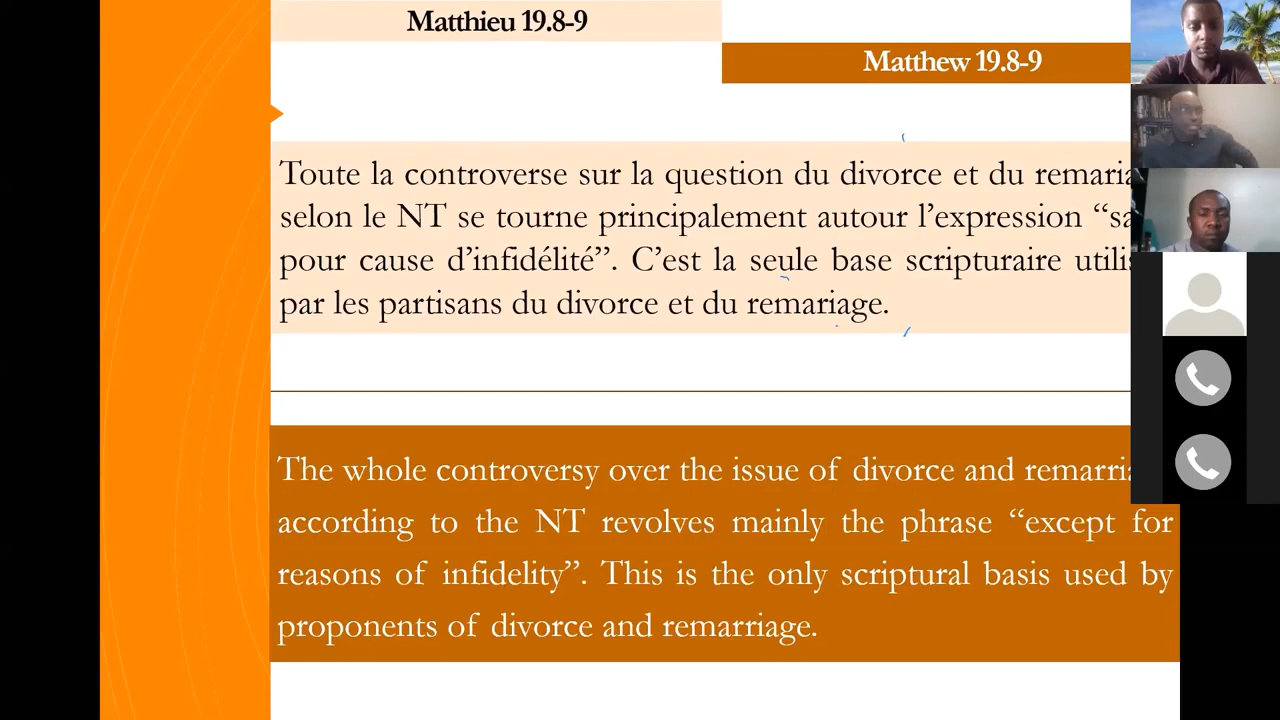 Matthieu 19.8-9
Matthew 19.8-9
Toute la controverse sur la question du divorce et du
selon le NT se tourne principalement autour l’expression
pour cause d’infidélité”. C’est la seule base scripturaire
par les partisans du divorce et du remariage.
The whole controversy over the issue of divorce and
according to the NT revolves mainly the phrase “except for
reasons of infidelity”. This is the only scriptural basis used by
proponents of divorce and remarriage.